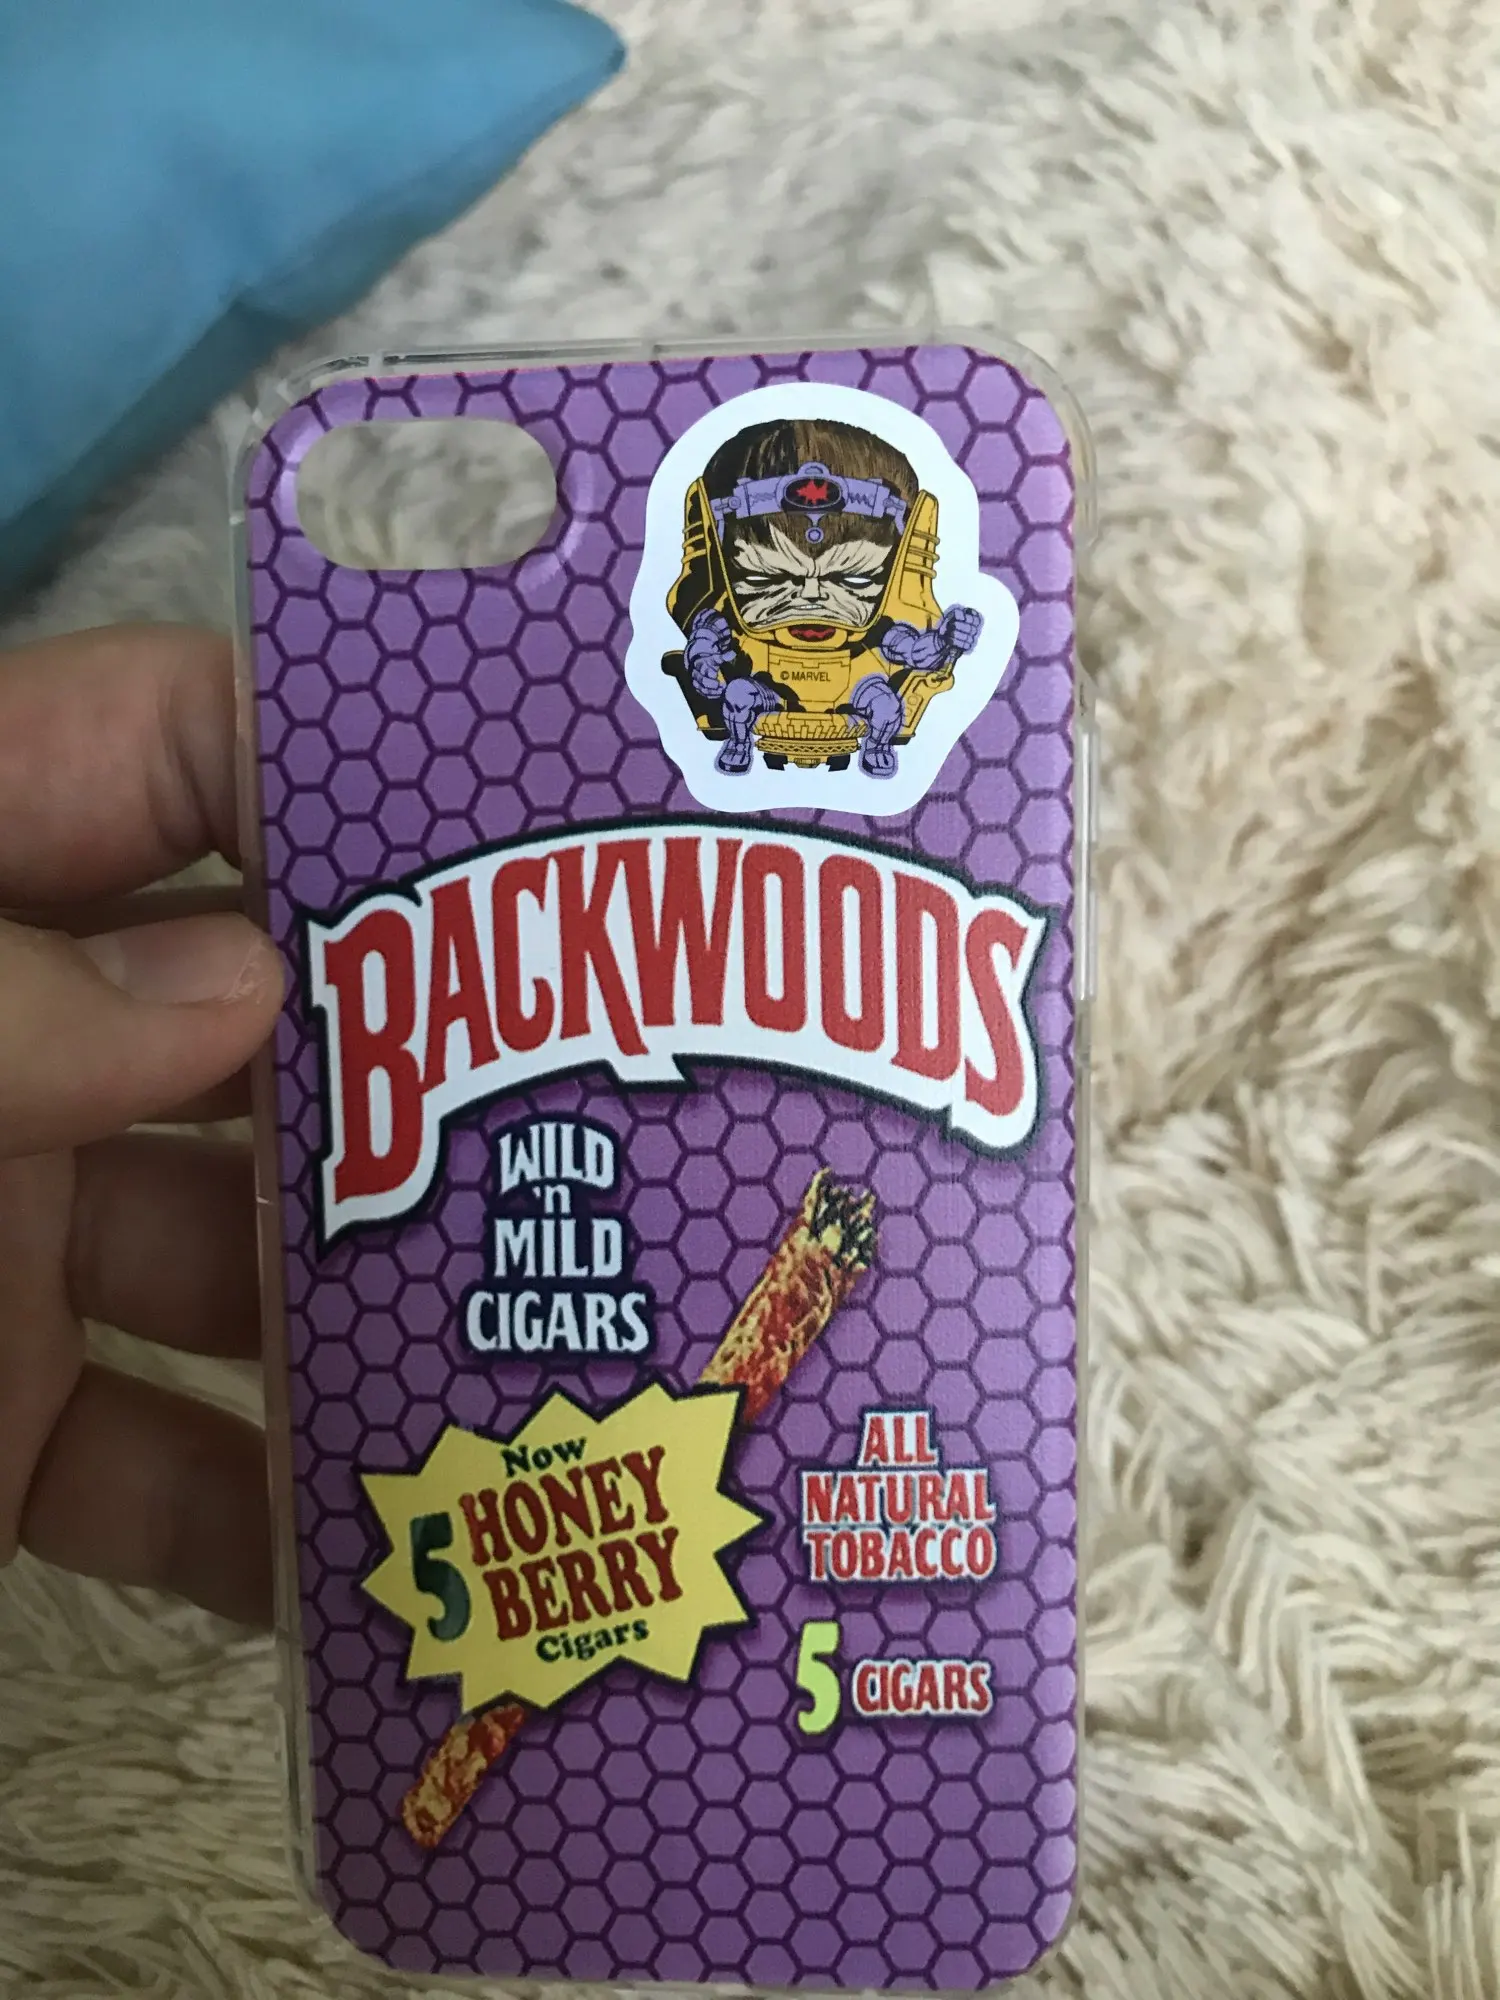 © MARVEL
BACKWOODS
WILD
'n
MILD
CIGARS
Now
5 HONEY
BERRY
Cigars
ALL
NATURAL
TOBACCO
5 CIGARS